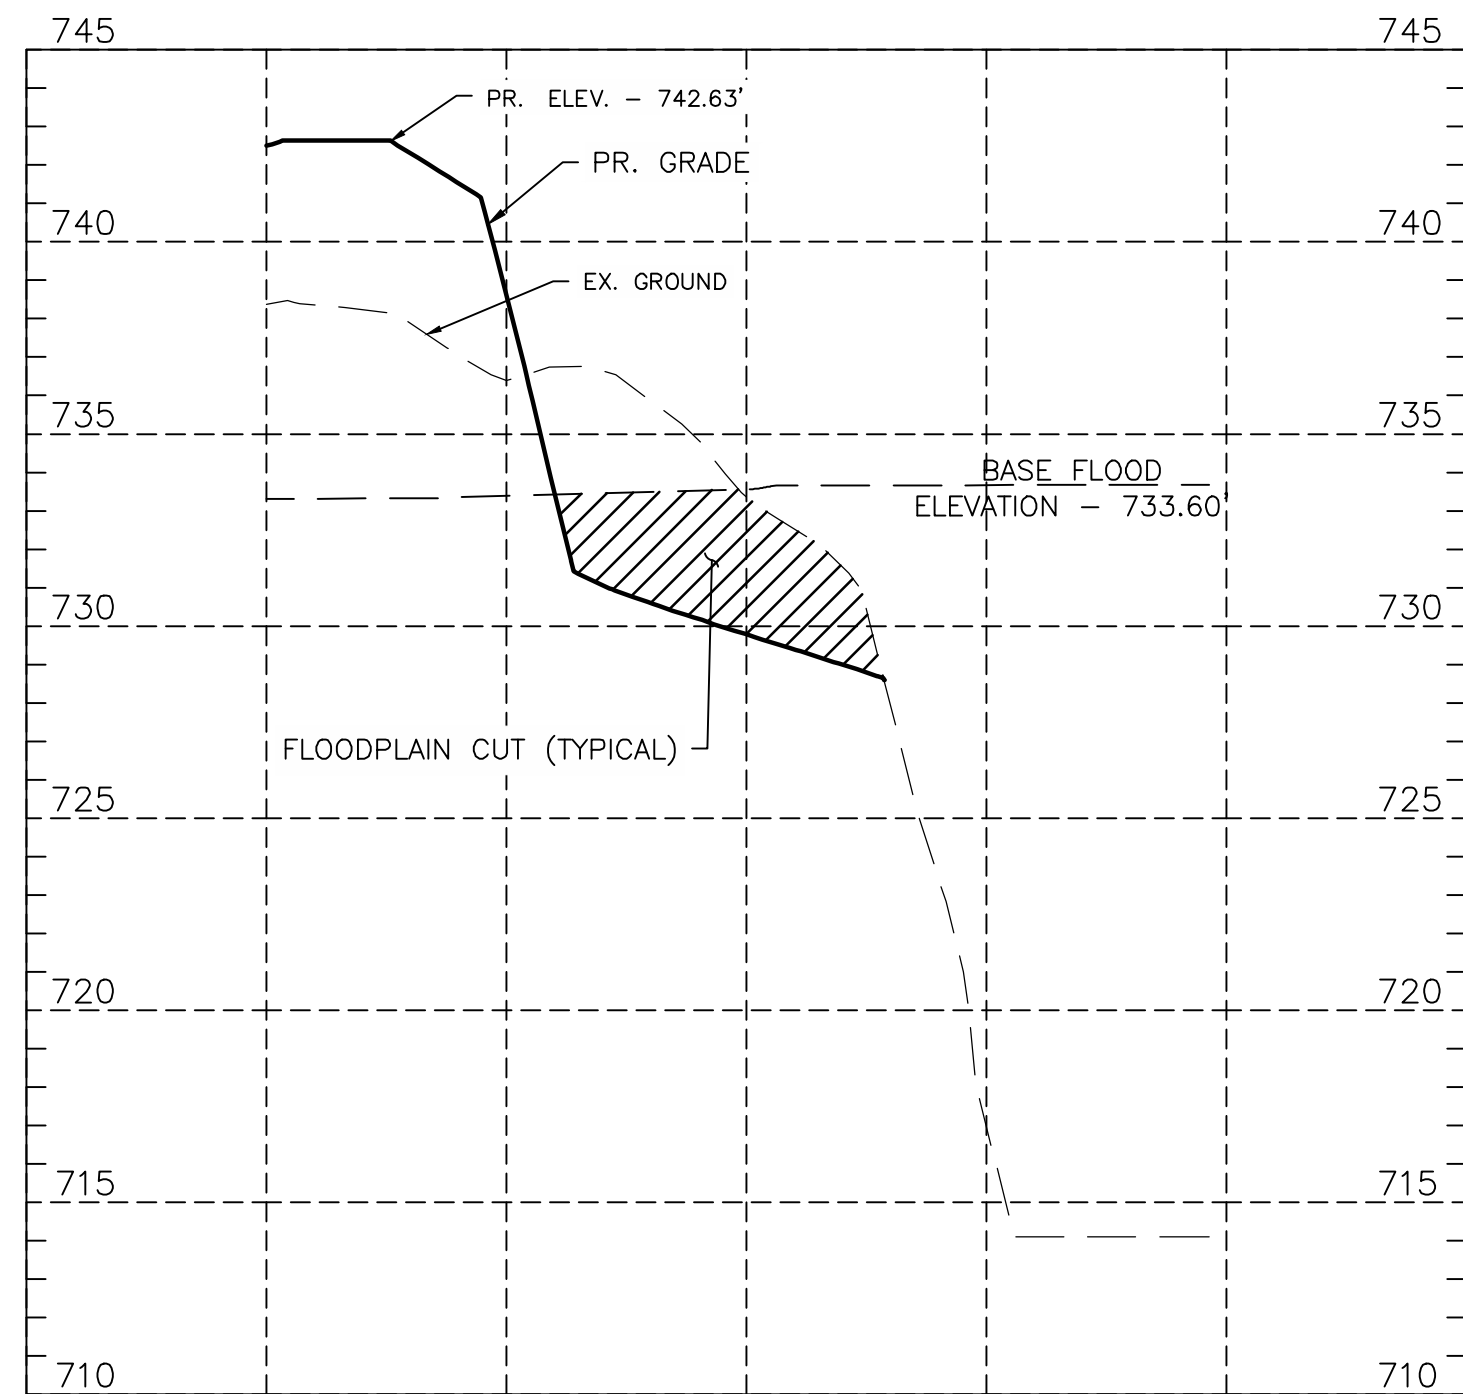 745 745
PR. ELEV. - 742.63'
PR. GRADE
740 740
EX. GROUND
735 735
BASE FLOOD
ELEVATION - 733.60'
730 730
FLOODPLAIN CUT (TYPICAL)
725 725
720 720
715 715
710 710